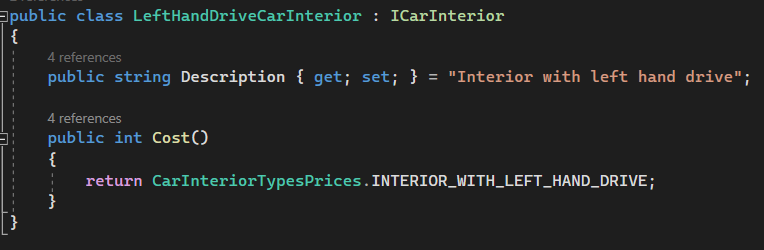 public class LeftHandDriveCarInterior : ICarInterior
{
4 references
public string Description { get; set; } = "Interior with left hand drive";
4 references
public int Cost()
{
return CarInteriorTypesPrices.INTERIOR_WITH_LEFT_HAND_DRIVE;
}
}